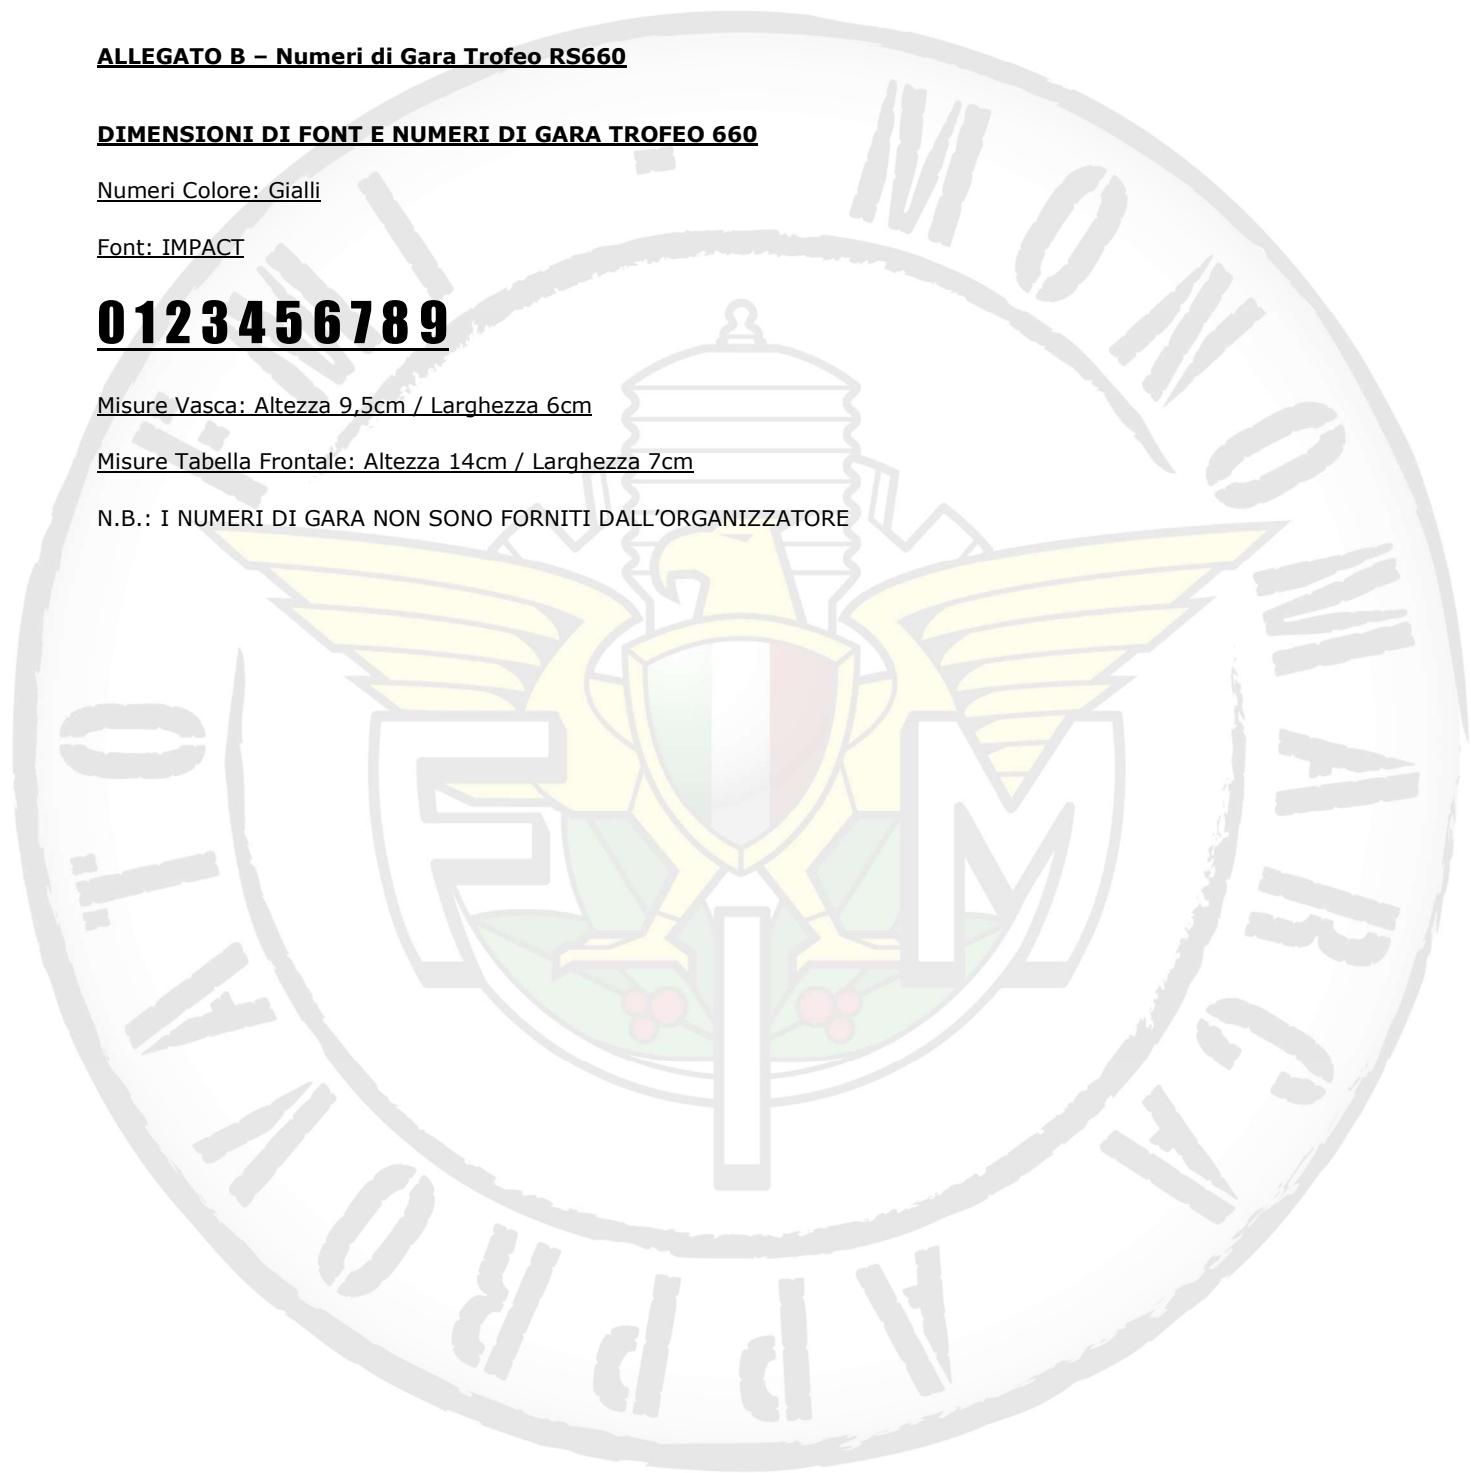 ALLEGATO B – Numeri di Gara Trofeo RS660
DIMENSIONI DI FONT E NUMERI DI GARA TROFEO 660
Numeri Colore: Gialli
Font: IMPACT
0 1 2 3 4 5 6 7 8 9
Misure Vasca: Altezza 9,5cm / Larghezza 6cm
Misure Tabella Frontale: Altezza 14cm / Larghezza 7cm
N.B.: I NUMERI DI GARA NON SONO FORNITI DALL’ORGANIZZATORE
FMI - MONOMARCA APPROVATO
F M I